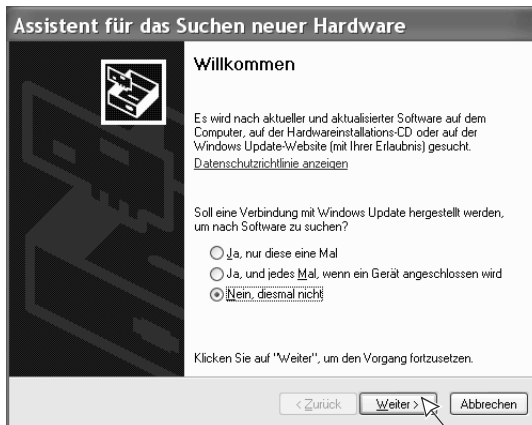 Assistent für das Suchen neuer Hardware
Willkommen
Es wird nach aktueller und aktualisierter Software auf dem
Computer, auf der Hardwareinstallations-CD oder auf der
Windows Update-Website (mit Ihrer Erlaubnis) gesucht.
Datenschutzrichtlinie anzeigen
Soll eine Verbindung mit Windows Update hergestellt werden,
um nach Software zu suchen?
Ja, nur diese eine Mal
Ja, und jedes Mal, wenn ein Gerät angeschlossen wird
Nein, diesmal nicht
Klicken Sie auf "Weiter", um den Vorgang fortzusetzen.
< Zurück Weiter > Abbrechen